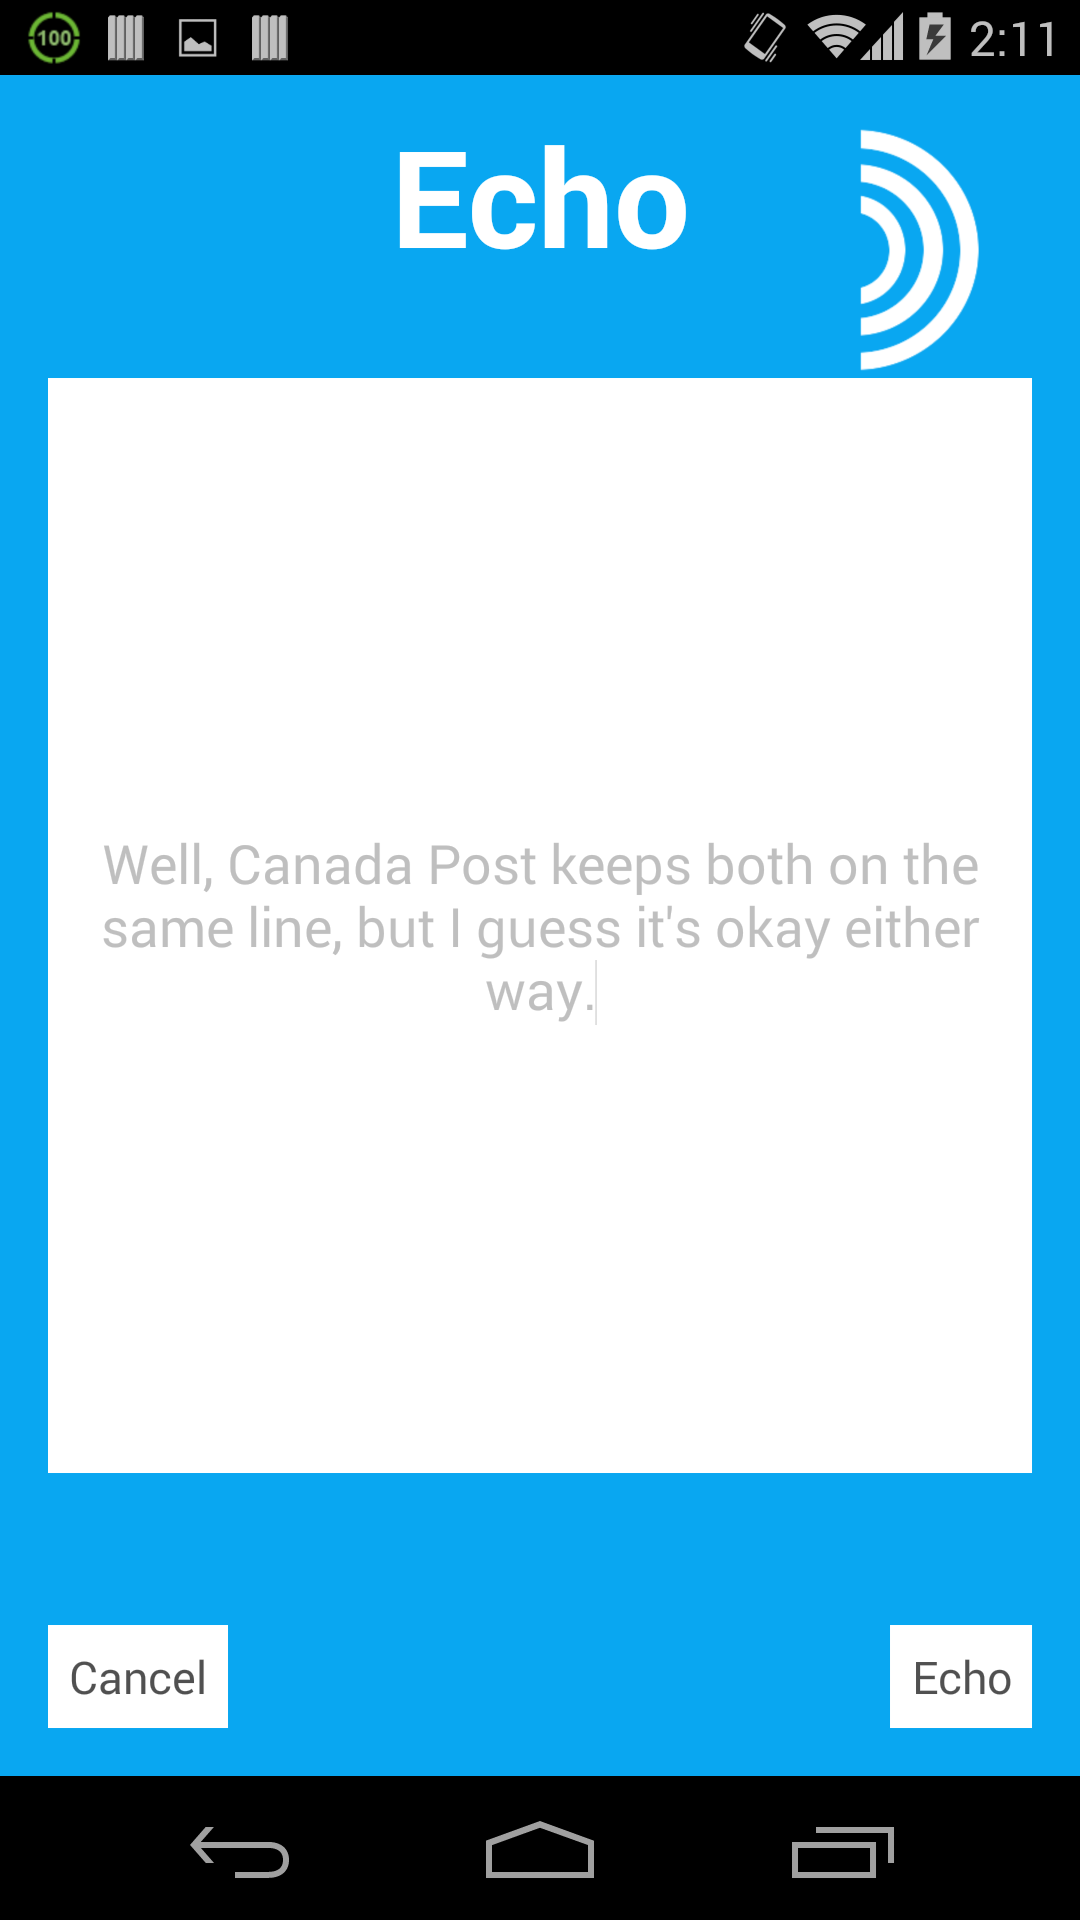 100
2:11
Echo
Well, Canada Post keeps both on the
same line, but I guess it's okay either
way.
Cancel
Echo